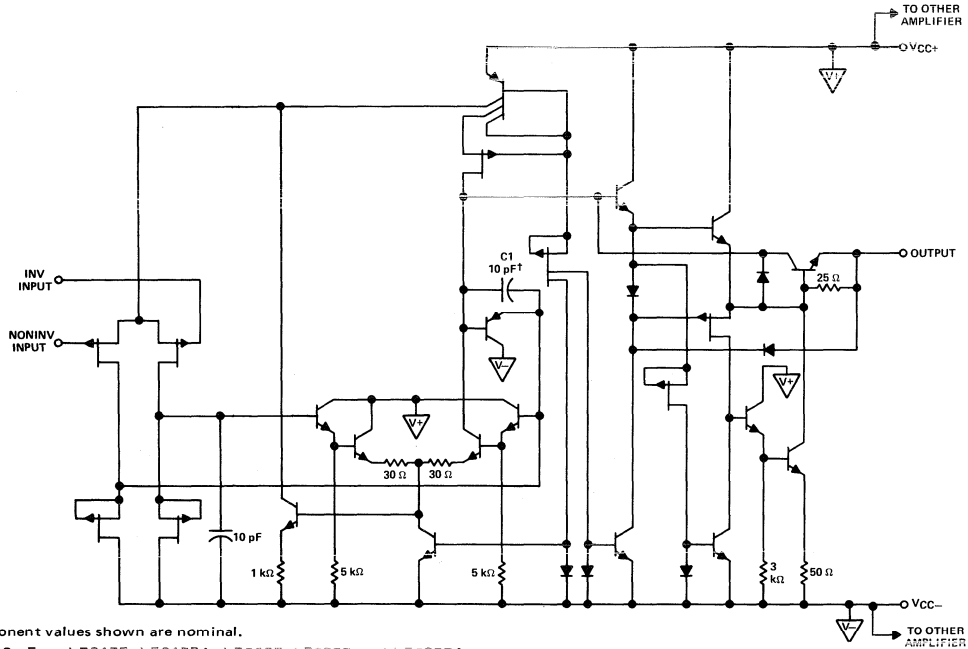 TO OTHER
AMPLIFIER
VCC+
V+
INV
INPUT
NONINV
INPUT
C1
10 pF†
V−
OUTPUT
25 Ω
V+
V+
30 Ω
30 Ω
10 pF
1 kΩ
5 kΩ
5 kΩ
3
kΩ
50 Ω
VCC−
V−
TO OTHER
AMPLIFIER
onent values shown are nominal.